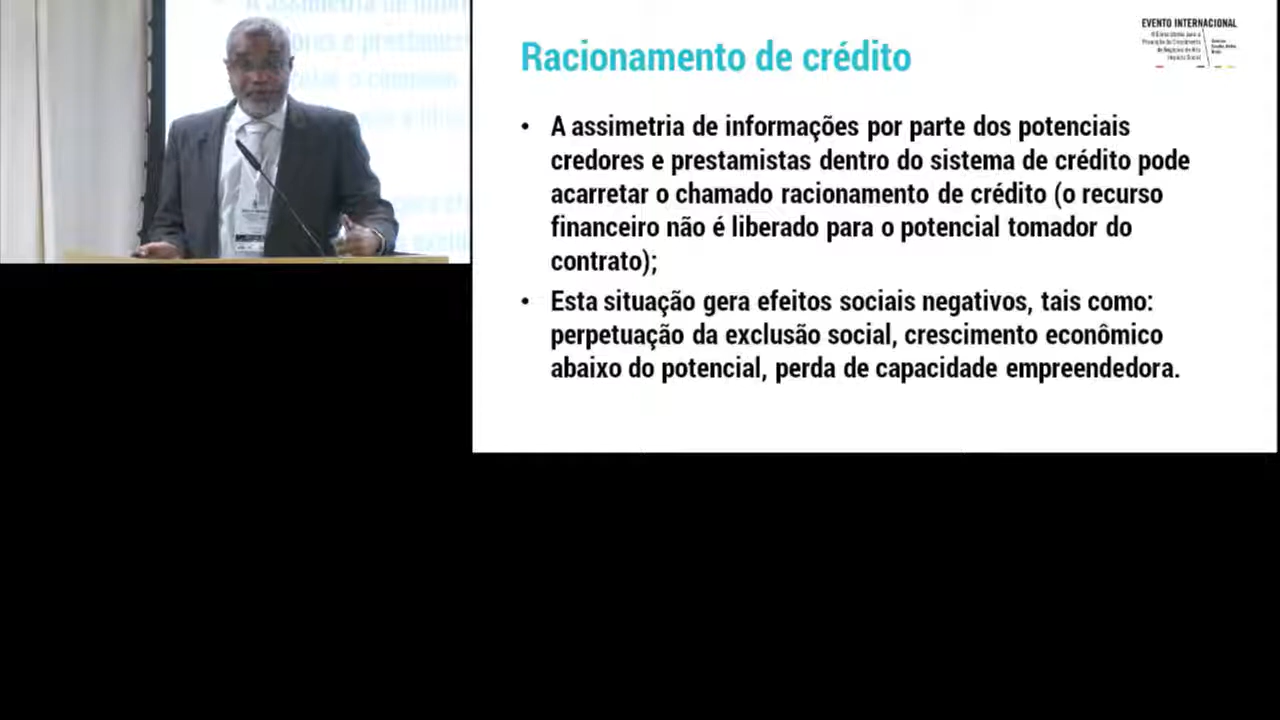 Racionamento de crédito
EVENTO INTERNACIONAL
• A assimetria de informações por parte dos potenciais
credores e prestamistas dentro do sistema de crédito pode
acarretar o chamado racionamento de crédito (o recurso
financeiro não é liberado para o potencial tomador do
contrato);
• Esta situação gera efeitos sociais negativos, tais como:
perpetuação da exclusão social, crescimento econômico
abaixo do potencial, perda de capacidade empreendedora.